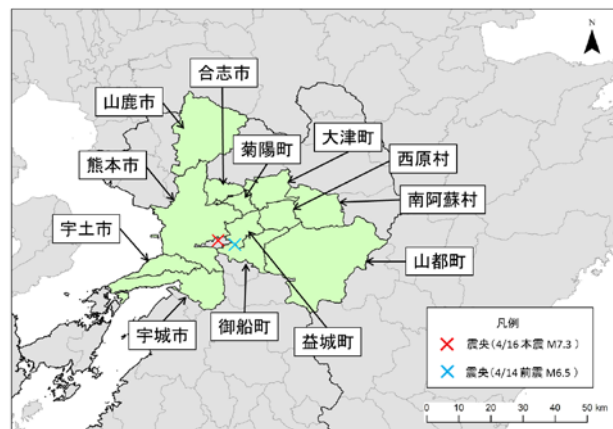 N
合志市
山鹿市
大津町
菊陽町
西原村
熊本市
南阿蘇村
宇土市
山都町
宇城市
御船町
益城町
凡例
震央(4/16 本震 M7.3)
震央(4/14 前震 M6.5)
0 10 20 30 40 50 km